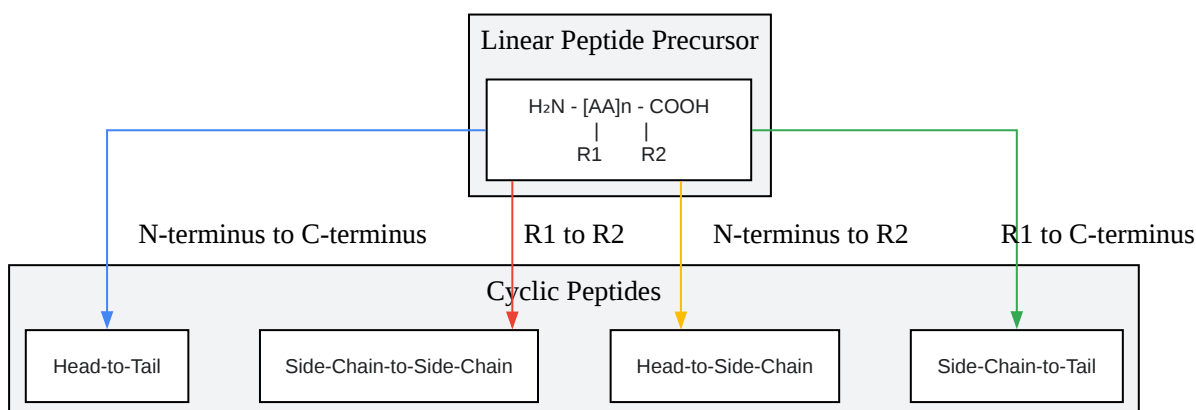 Linear Peptide Precursor
H₂N - [AA]n - COOH
| |
R1 R2
N-terminus to C-terminus
R1 to R2
N-terminus to R2
R1 to C-terminus
Cyclic Peptides
Head-to-Tail
Side-Chain-to-Side-Chain
Head-to-Side-Chain
Side-Chain-to-Tail